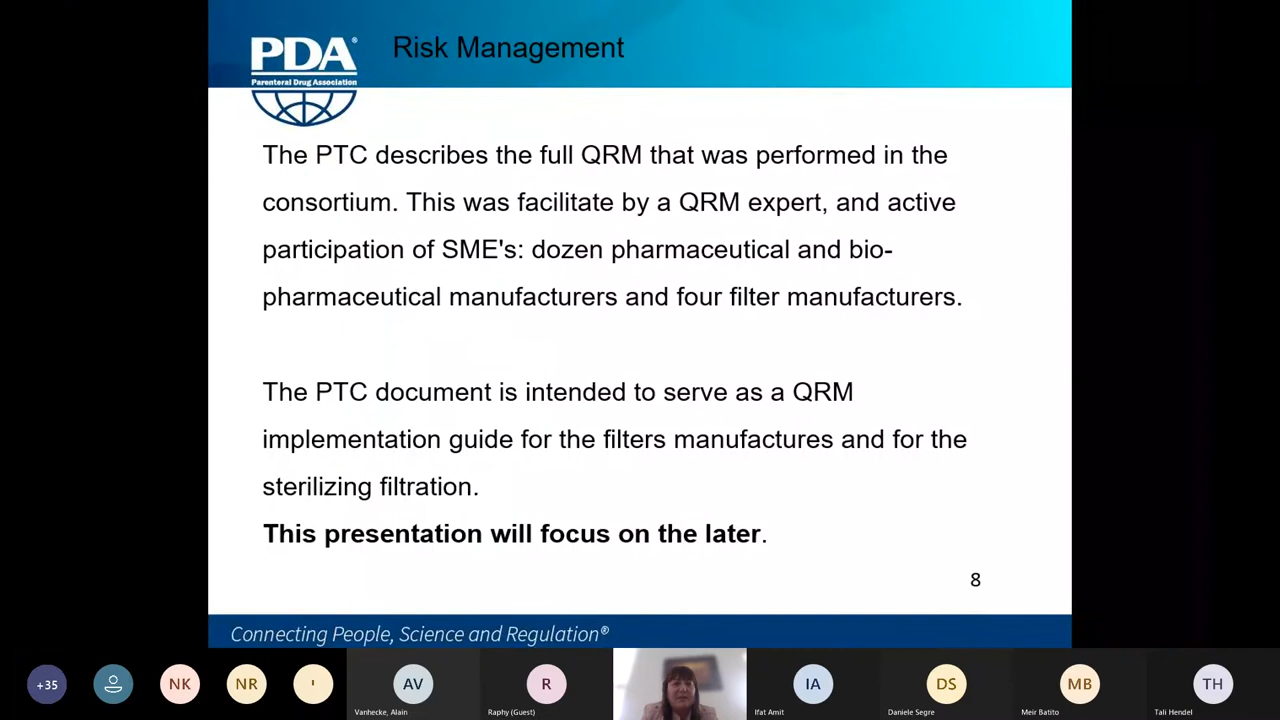 PDA®
Parenteral Drug Association
Risk Management
The PTC describes the full QRM that was performed in the
consortium. This was facilitate by a QRM expert, and active
participation of SME's: dozen pharmaceutical and bio-
pharmaceutical manufacturers and four filter manufacturers.
The PTC document is intended to serve as a QRM
implementation guide for the filters manufactures and for the
sterilizing filtration.
This presentation will focus on the later.
8
Connecting People, Science and Regulation®
+35
NK
NR
'
AV
R
IA
DS
MB
TH
Vanhecke, Alain
Raphy (Guest)
Ifat Amit
Daniele Segre
Meir Batito
Tali Hendel